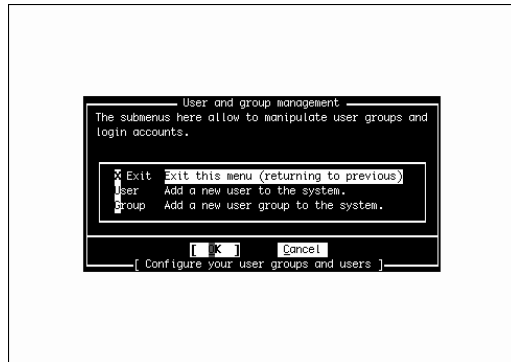 User and group management
The submenus here allow to manipulate user groups and
login accounts.
X Exit Exit this menu (returning to previous)
User Add a new user to the system.
Group Add a new user group to the system.
[ OK ] Cancel
[ Configure your user groups and users ]